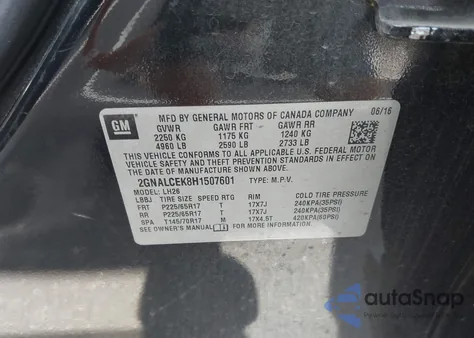 MFD BY GENERAL MOTORS OF CANADA COMPANY 06/16
GM
GVWR GAWR FRT GAWR RR
2250 KG 1175 KG 1240 KG
4960 LB 2590 LB 2733 LB
THIS VEHICLE CONFORMS TO ALL APPLICABLE U.S. FEDERAL
MOTOR VEHICLE SAFETY AND THEFT PREVENTION
STANDARDS IN EFFECT ON
THE DATE OF MANUFACTURE SHOWN ABOVE.
2GNALCEK8H1507601 TYPE: M.P.V.
MODEL: LH26
LBBJ TIRE SIZE SPEED RTG RIM COLD TIRE PRESSURE
FRT P225/65R17 T 17X7J 240KPA(35PSI)
RR P225/65R17 T 17X7J 240KPA(35PSI)
SPA T145/70R17 M 17X4.5T 420KPA(60PSI)
SEE OWNER'S MANUAL
autoSnap